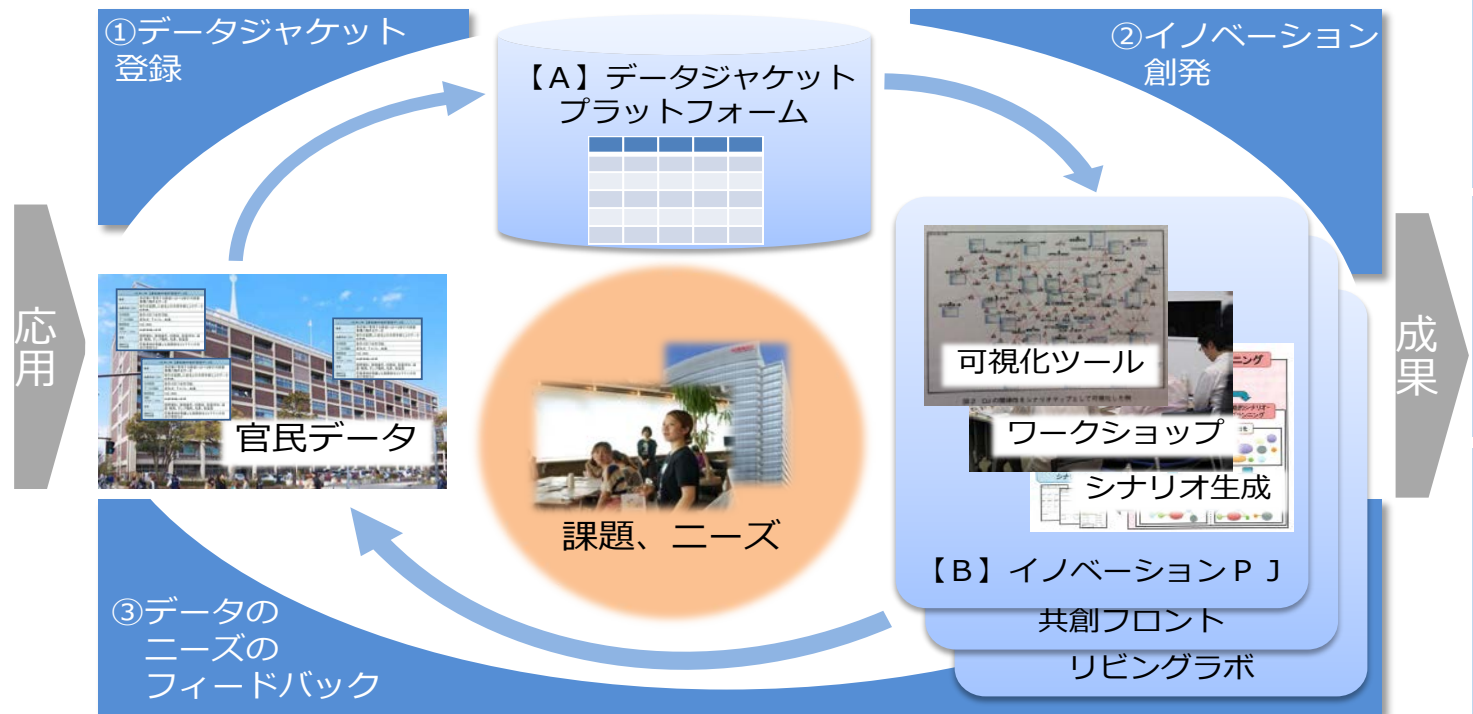 ①データジャケット
登録
【A】データジャケット
プラットフォーム
②イノベーション
創発
応用
官民データ
課題、ニーズ
可視化ツール
ワークショップ
シナリオ生成
【B】イノベーションPJ
共創フロント
リビングラボ
成果
③データの
ニーズの
フィードバック